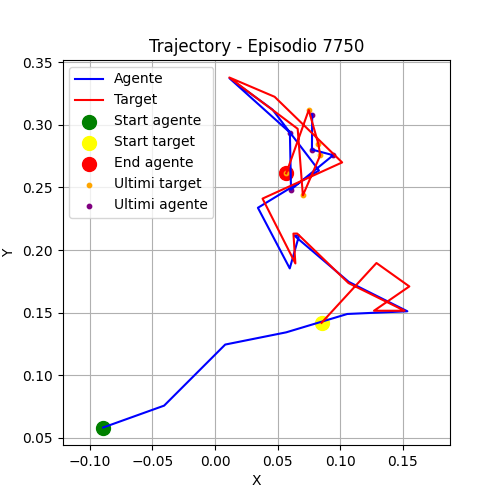 Trajectory - Episodio 7750
Agente
Target
Start agente
Start target
End agente
Ultimi target
Ultimi agente
0.35
0.30
0.25
0.20
0.15
0.10
0.05
Y
−0.10
−0.05
0.00
0.05
0.10
0.15
X